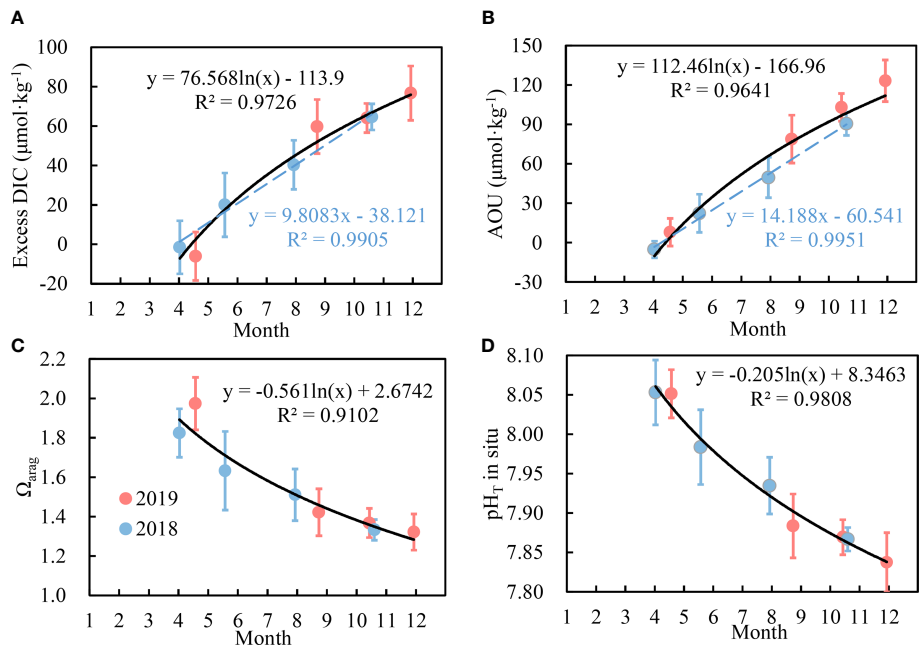 A
Excess DIC (μmol·kg⁻¹)
100
80
60
40
20
0
-20
y = 76.568ln(x) - 113.9
R² = 0.9726
y = 9.8083x - 38.121
R² = 0.9905
1 2 3 4 5 6 7 8 9 10 11 12
Month
B
AOU (μmol·kg⁻¹)
150
120
90
60
30
0
-30
y = 112.46ln(x) - 166.96
R² = 0.9641
y = 14.188x - 60.541
R² = 0.9951
1 2 3 4 5 6 7 8 9 10 11 12
Month
C
Ωarag
2.2
2.0
1.8
1.6
1.4
1.2
1.0
y = -0.561ln(x) + 2.6742
R² = 0.9102
2019
2018
1 2 3 4 5 6 7 8 9 10 11 12
Month
D
pHT in situ
8.10
8.05
8.00
7.95
7.90
7.85
7.80
y = -0.205ln(x) + 8.3463
R² = 0.9808
1 2 3 4 5 6 7 8 9 10 11 12
Month